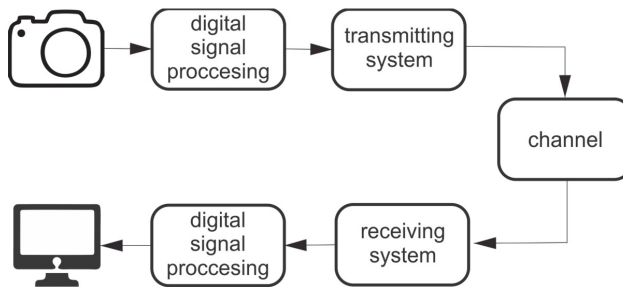 digital
signal
proccesing
transmitting
system
channel
digital
signal
proccesing
receiving
system